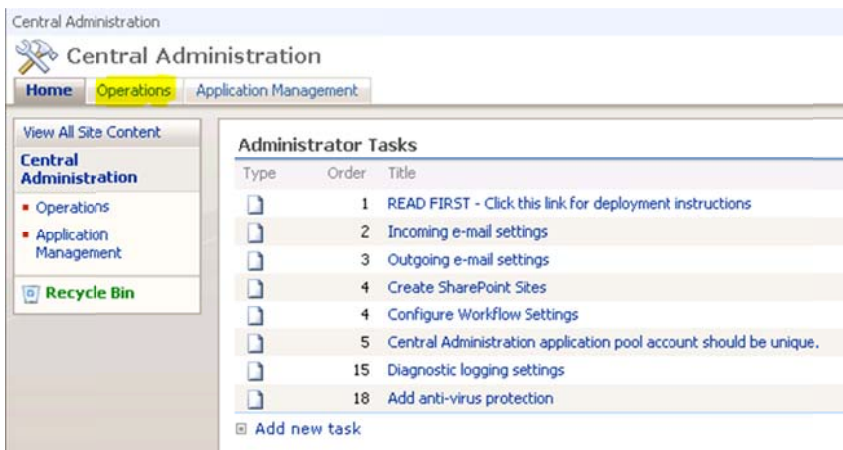 Central Administration
Central Administration
Home Operations Application Management
View All Site Content
Central
Administration
Operations
Application
Management
Recycle Bin
Administrator Tasks
Type Order Title
1 READ FIRST - Click this link for deployment instructions
2 Incoming e-mail settings
3 Outgoing e-mail settings
4 Create SharePoint Sites
4 Configure Workflow Settings
5 Central Administration application pool account should be unique.
15 Diagnostic logging settings
18 Add anti-virus protection
Add new task